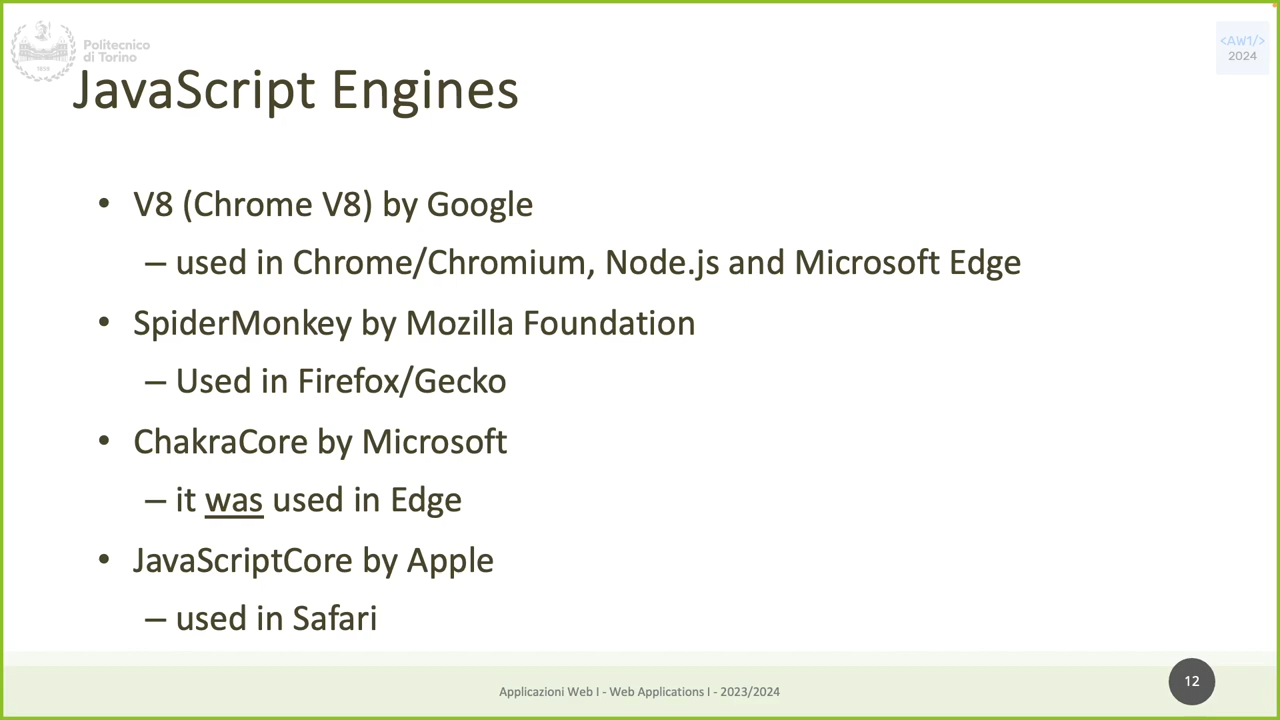 Politecnico
di Torino
1859
<AW1/>
2024
JavaScript Engines
• V8 (Chrome V8) by Google
– used in Chrome/Chromium, Node.js and Microsoft Edge
• SpiderMonkey by Mozilla Foundation
– Used in Firefox/Gecko
• ChakraCore by Microsoft
– it was used in Edge
• JavaScriptCore by Apple
– used in Safari
Applicazioni Web I - Web Applications I - 2023/2024
12